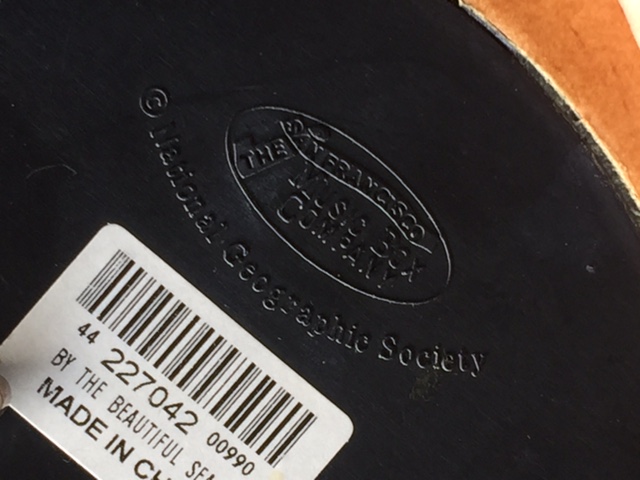 THE
SAN FRANCISCO
MUSIC BOX
COMPANY
© National Geographic Society
44 227042 00990
BY THE BEAUTIFUL SEA
MADE IN CH